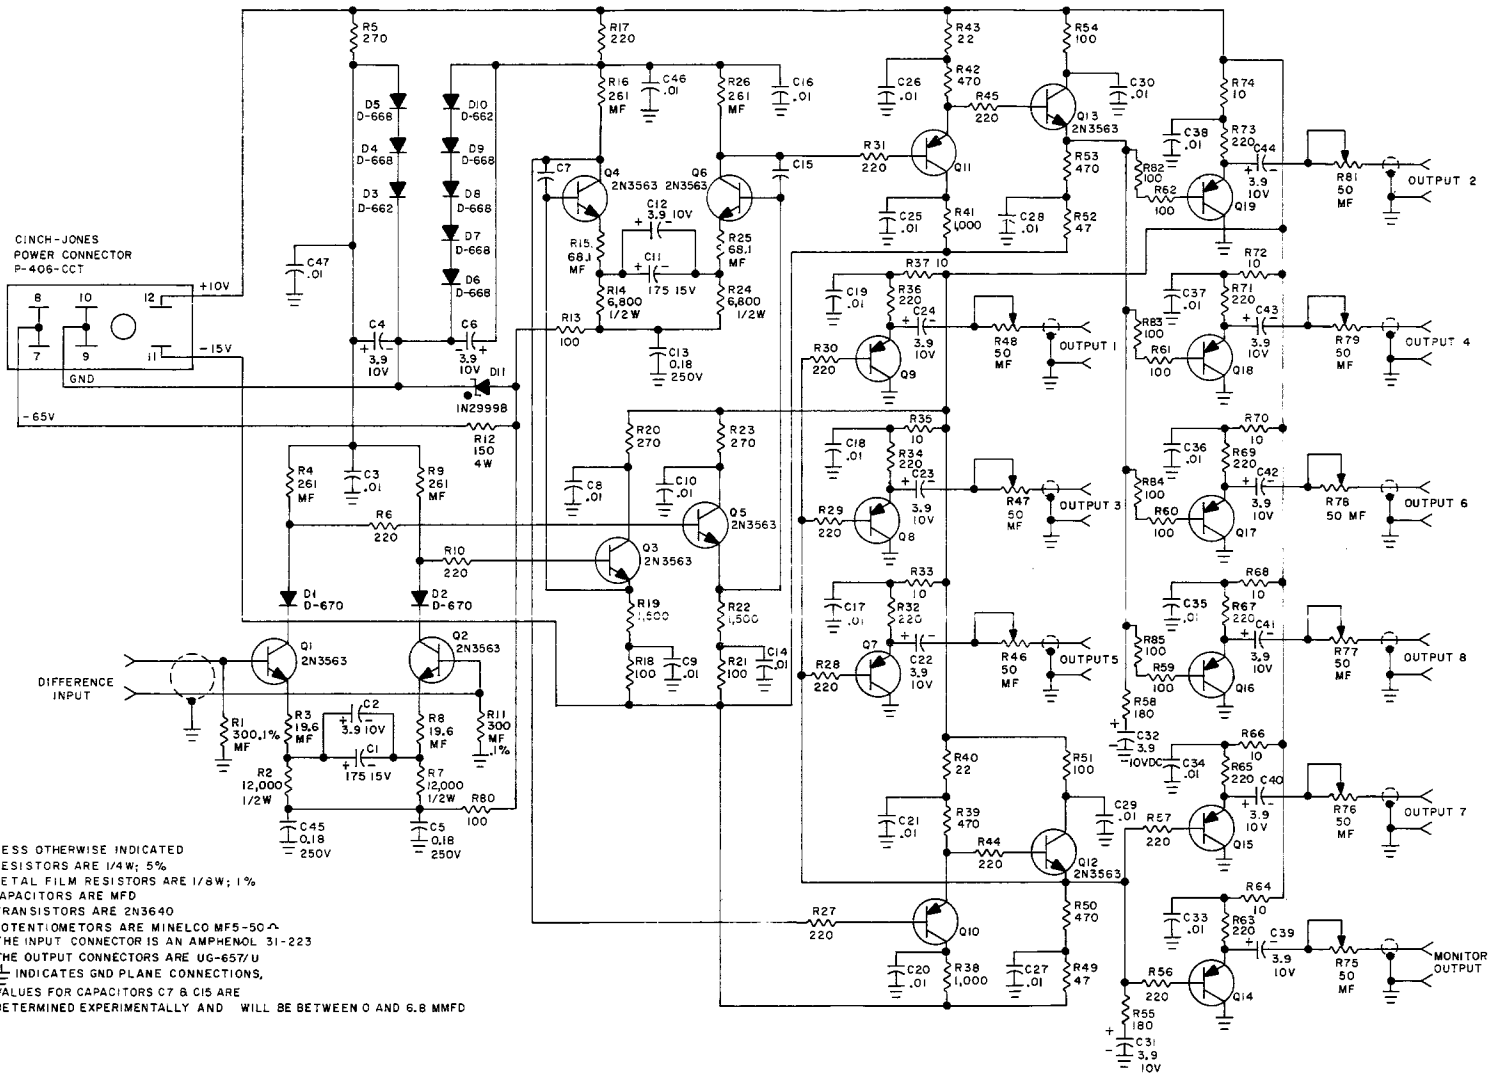 CINCH-JONES
POWER CONNECTOR
P-406-CCT
8
10
12
7
9
11
+10V
-15V
GND
-65V
R5
270
D5
D-668
D4
D-668
D3
D-662
D10
D-662
D9
D-668
D8
D-668
D7
D-668
D6
D-668
C47
.01
C4
3.9
10V
C6
3.9
10V
D11
1N2999B
R12
150
4W
R17
220
R16
261
MF
C46
.01
R26
261
MF
C16
.01
C7
Q4
2N3563
Q6
2N3563
C15
C12
3.9 10V
R15
68.1
MF
C11
175 15V
R25
68.1
MF
R14
6,800
1/2W
R24
6,800
1/2W
R13
100
C13
0.18
250V
R4
261
MF
C3
.01
R9
261
MF
R6
220
R10
220
D1
D-670
D2
D-670
Q1
2N3563
Q2
2N3563
DIFFERENCE
INPUT
R1
300.1%
MF
R3
19.6
MF
C2
3.9 10V
C1
175 15V
R8
19.6
MF
R11
300
MF
.1%
R2
12,000
1/2W
R7
12,000
1/2W
R80
100
C45
0.18
250V
C5
0.18
250V
R20
270
R23
270
C8
.01
C10
.01
Q5
2N3563
Q3
2N3563
R19
1,500
R22
1,500
R18
100
C9
.01
R21
100
C14
.01
R43
22
R54
100
C26
.01
R42
470
C30
.01
R45
220
Q13
2N3563
R31
220
Q11
R53
470
C25
.01
R41
1,000
C28
.01
R52
47
R37 10
C19
.01
R36
220
C24
3.9
10V
R48
50
MF
OUTPUT 1
R30
220
Q9
R35
10
C18
.01
R34
220
C23
3.9
10V
R47
50
MF
OUTPUT 3
R29
220
Q8
R33
10
C17
.01
R32
220
C22
3.9
10V
R46
50
MF
OUTPUT 5
R28
220
Q7
R40
22
R51
100
C21
.01
R39
470
C29
.01
R44
220
Q12
2N3563
R27
220
Q10
R50
470
C20
.01
R38
1,000
C27
.01
R49
47
R74
10
C38
.01
R73
220
C44
3.9
10V
R81
50
MF
OUTPUT 2
R82
100
R62
100
Q19
R72
10
C37
.01
R71
220
C43
3.9
10V
R79
50
MF
OUTPUT 4
R83
100
R61
100
Q18
R70
10
C36
.01
R69
220
C42
3.9
10V
R78
50 MF
OUTPUT 6
R84
100
R60
100
Q17
R68
10
C35
.01
R67
220
C41
3.9
10V
R77
50
MF
OUTPUT 8
R85
100
R59
100
Q16
R58
180
C32
3.9
10VDC
R66
10
C34
.01
R65
220
C40
3.9
10V
R76
50
MF
OUTPUT 7
R57
220
Q15
R64
10
C33
.01
R63
220
C39
3.9
10V
R75
50
MF
MONITOR
OUTPUT
R56
220
Q14
R55
180
C31
3.9
10V
ESS OTHERWISE INDICATED
ESISTORS ARE 1/4W; 5%
ETAL FILM RESISTORS ARE 1/8W; 1%
APACITORS ARE MFD
RANSISTORS ARE 2N3640
OTENTIOMETORS ARE MINELCO MF5-50
HE INPUT CONNECTOR IS AN AMPHENOL 31-223
HE OUTPUT CONNECTORS ARE UG-657/U
INDICATES GND PLANE CONNECTIONS,
ALUES FOR CAPACITORS C7 & C15 ARE
ETERMINED EXPERIMENTALLY AND WILL BE BETWEEN 0 AND 6.8 MMFD